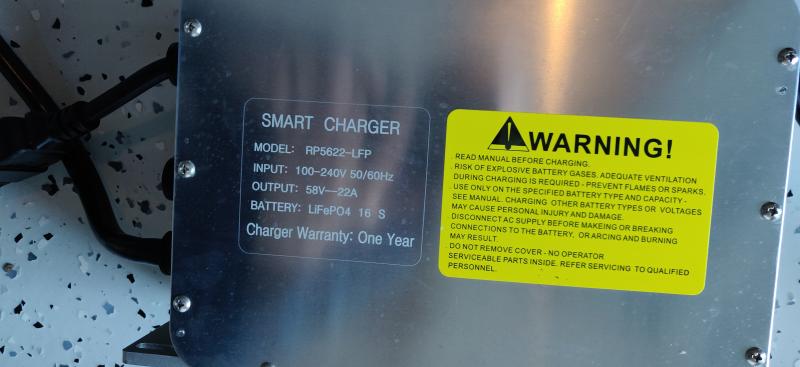 SMART CHARGER
MODEL: RP5622-LFP
INPUT: 100-240V 50/60Hz
OUTPUT: 58V—22A
BATTERY: LiFePO4 16 S
Charger Warranty: One Year
WARNING!
. READ MANUAL BEFORE CHARGING.
. RISK OF EXPLOSIVE BATTERY GASES. ADEQUATE VENTILATION
DURING CHARGING IS REQUIRED - PREVENT FLAMES OR SPARKS.
. USE ONLY ON THE SPECIFIED BATTERY TYPE AND CAPACITY -
SEE MANUAL. CHARGING OTHER BATTERY TYPES OR VOLTAGES
MAY CAUSE PERSONAL INJURY AND DAMAGE.
. DISCONNECT AC SUPPLY BEFORE MAKEING OR BREAKING
CONNECTIONS TO THE BATTERY, OR ARCING AND BURNING
MAY RESULT.
. DO NOT REMOVE COVER - NO OPERATOR
SERVICEABLE PARTS INSIDE. REFER SERVICING TO QUALIFIED
PERSONNEL.